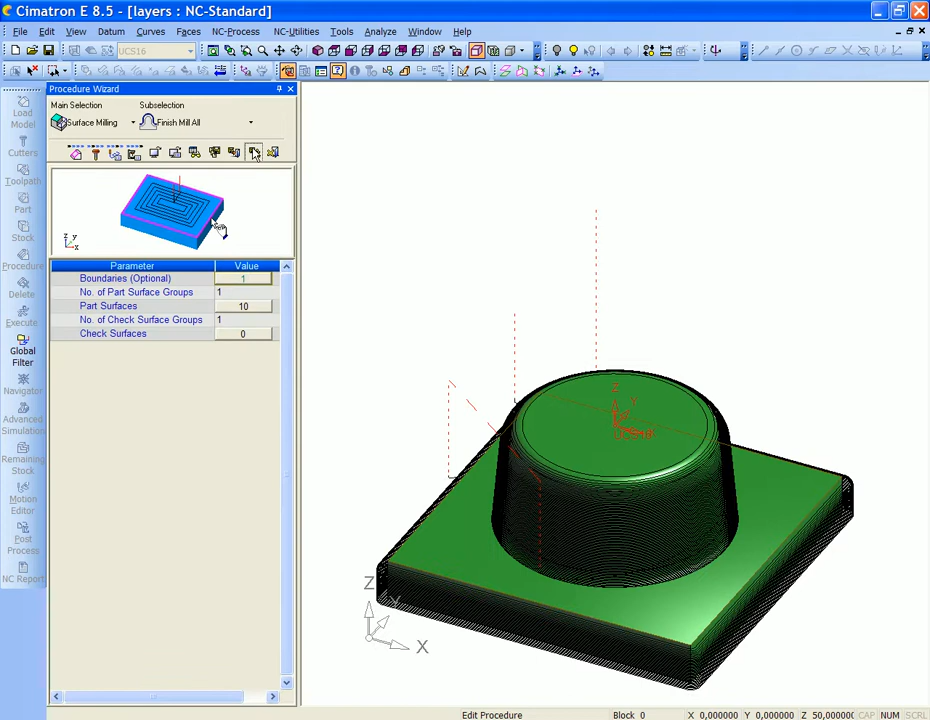 Cimatron E 8.5 - [layers : NC-Standard]
File Edit View Datum Curves Faces NC-Process NC-Utilities Tools Analyze Window Help
UCS16
Procedure Wizard
Main Selection Subselection
Surface Milling Finish Mill All
Load Model
Cutters
Toolpath
Part
Stock
Procedure
Delete
Execute
Global Filter
Navigator
Advanced Simulation
Remaining Stock
Motion Editor
Post Process
NC Report
z y
x
Parameter Value
Boundaries (Optional) 1
No. of Part Surface Groups 1
Part Surfaces 10
No. of Check Surface Groups 1
Check Surfaces 0
Z
Y
Z
Y
X
Edit Procedure Block 0 X 0,000000 Y 0,000000 Z 50,000000 CAP NUM SCRL